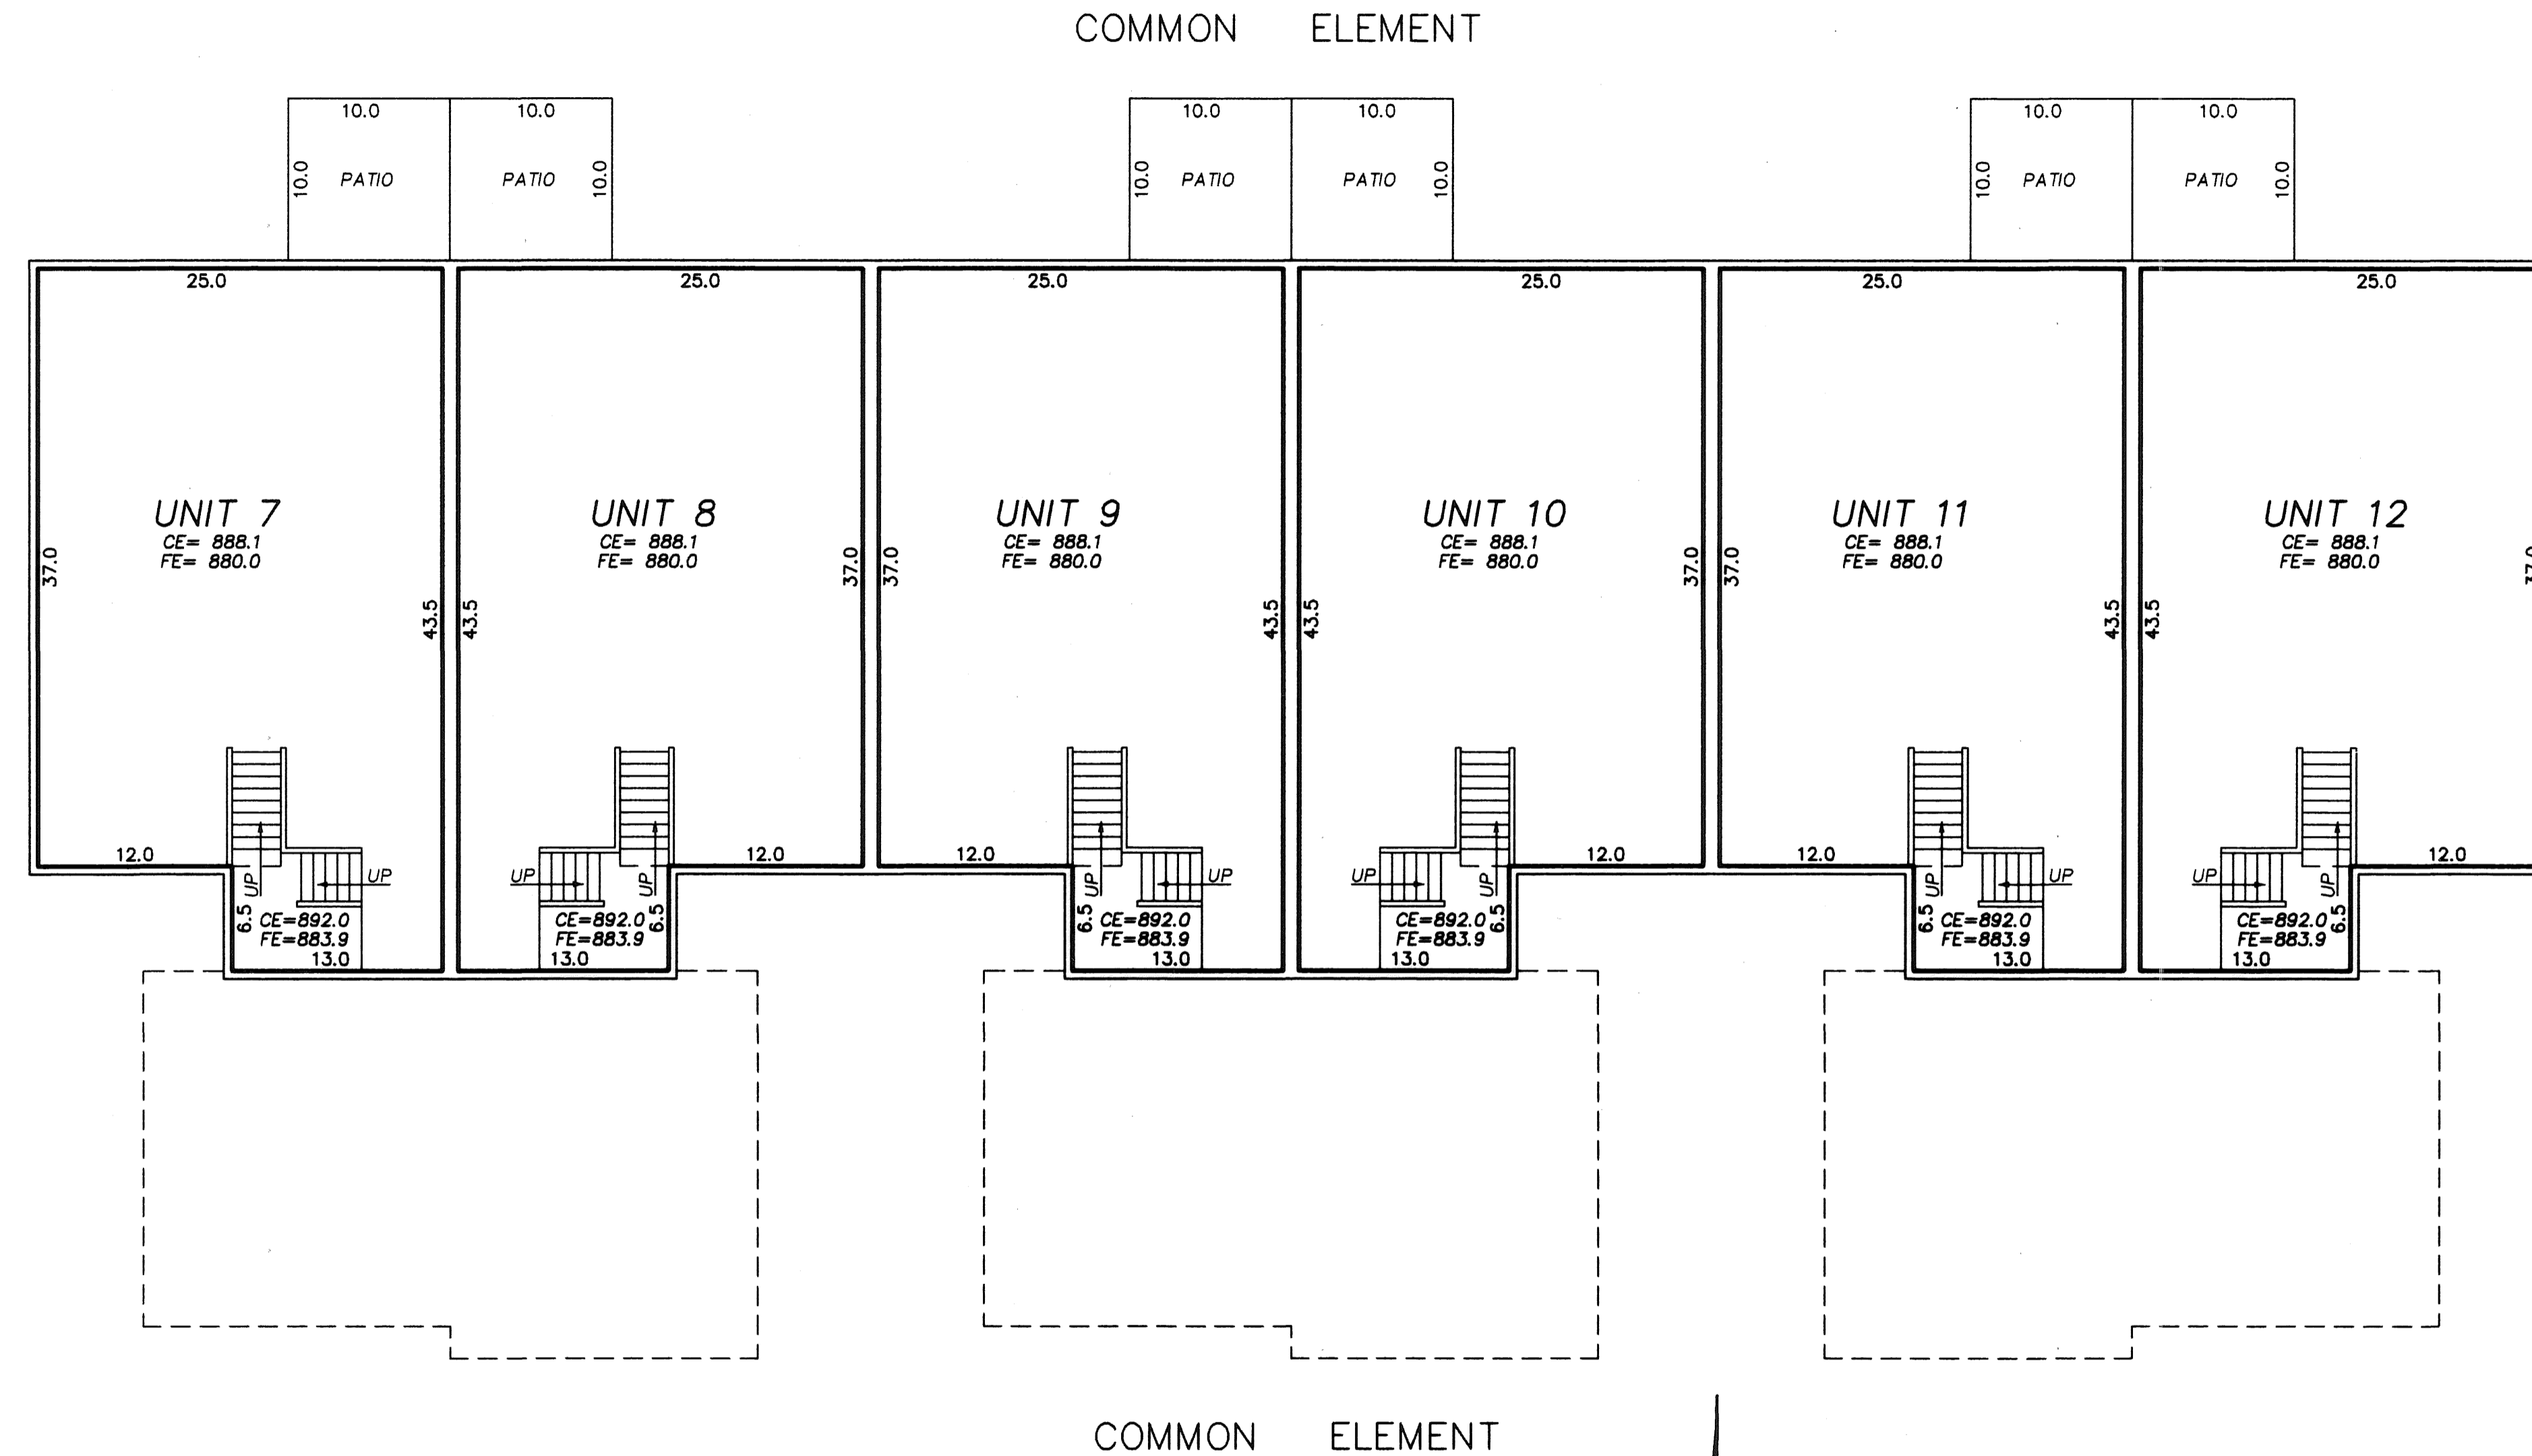 COMMON ELEMENT
10.0 10.0 10.0 10.0 10.0 10.0
10.0 PATIO PATIO 10.0 10.0 PATIO PATIO 10.0 10.0 PATIO PATIO 10.0
25.0 25.0 25.0 25.0 25.0 25.0
UNIT 7 UNIT 8 UNIT 9 UNIT 10 UNIT 11 UNIT 12
CE= 888.1 CE= 888.1 CE= 888.1 CE= 888.1 CE= 888.1 CE= 888.1
FE= 880.0 FE= 880.0 FE= 880.0 FE= 880.0 FE= 880.0 FE= 880.0
37.0 37.0 37.0 37.0 37.0 37.0
43.5 43.5 43.5 43.5 43.5 43.5
12.0 12.0 12.0 12.0 12.0 12.0
UP UP UP UP UP UP UP UP UP UP UP UP
6.5 CE=892.0 CE=892.0 6.5 6.5 CE=892.0 CE=892.0 6.5 6.5 CE=892.0 CE=892.0 6.5
FE=883.9 FE=883.9 FE=883.9 FE=883.9 FE=883.9 FE=883.9
13.0 13.0 13.0 13.0 13.0 13.0
COMMON ELEMENT